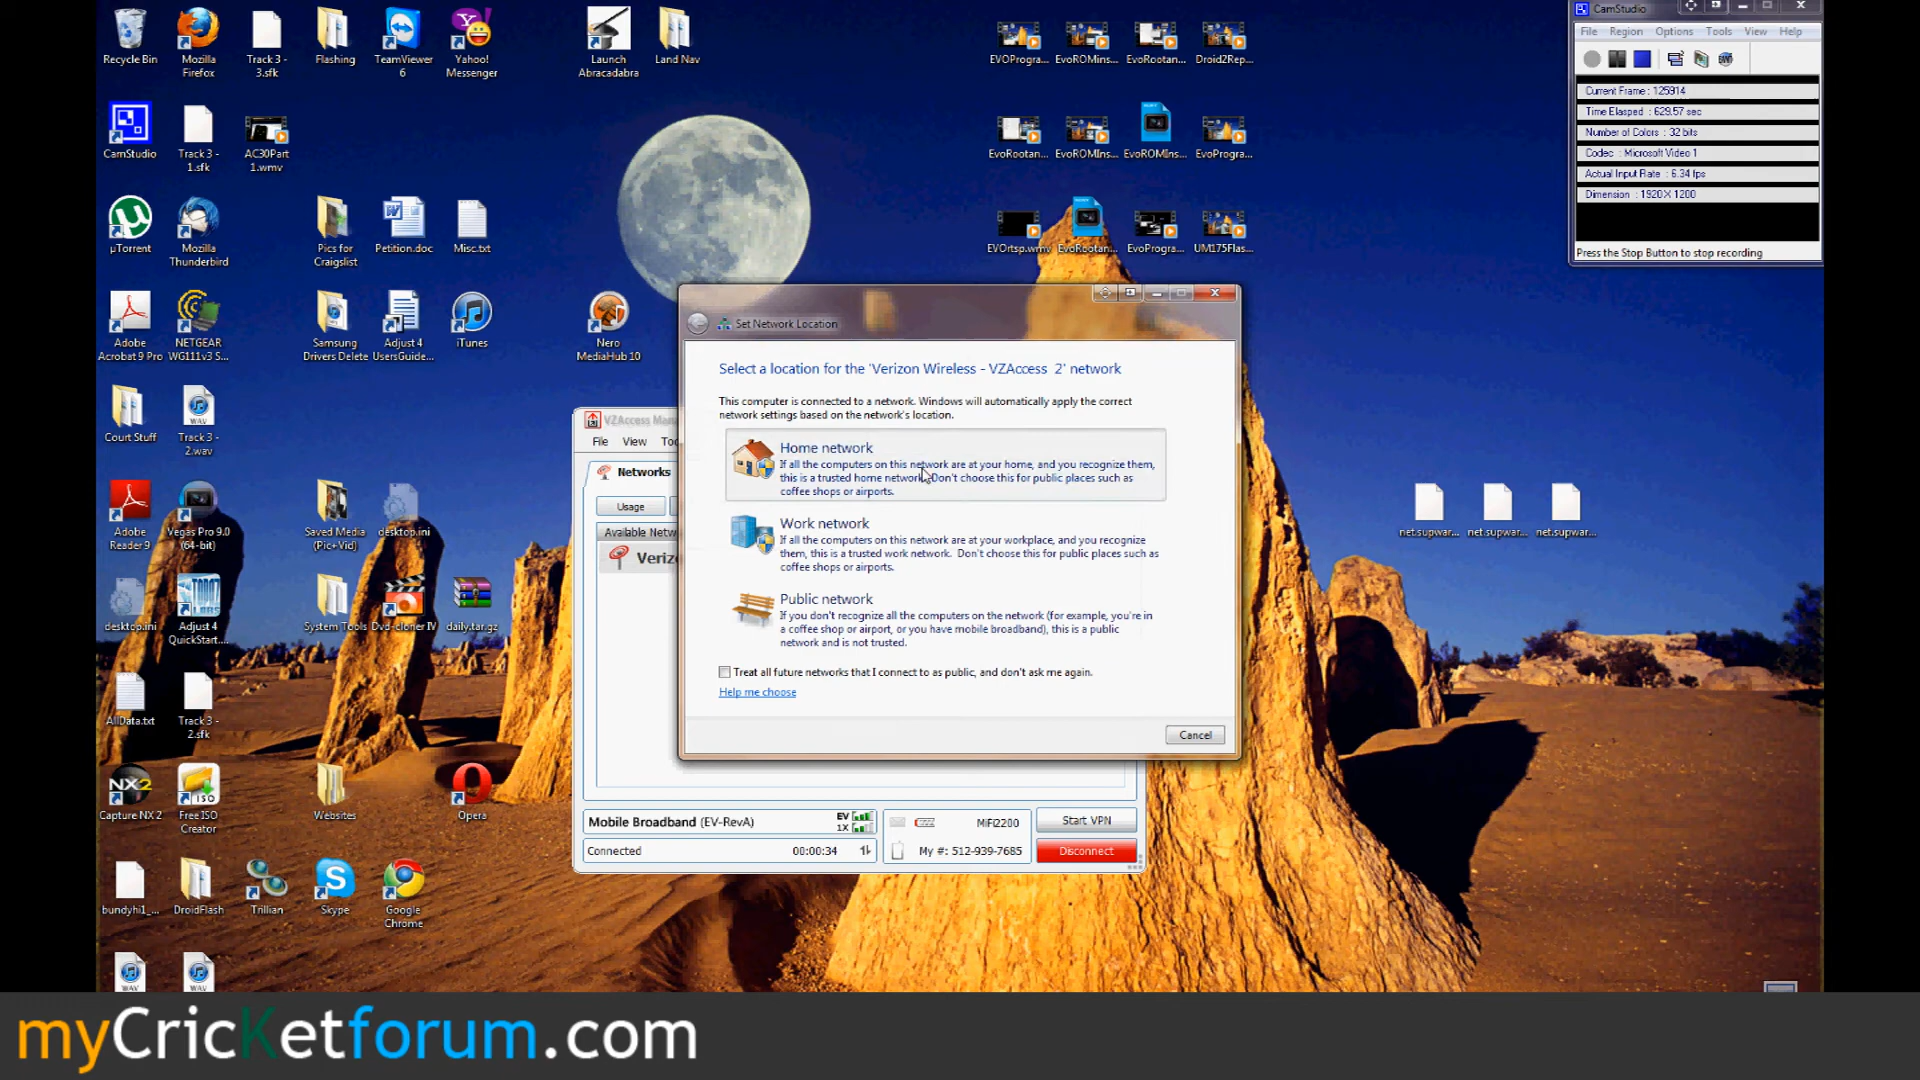 Recycle Bin
Mozilla Firefox
Track 3 - 3.sfk
Flashing
TeamViewer 6
Yahoo! Messenger
Launch Abracadabra
Land Nav
EVOProgra...
EvoROMins...
EvoRootan...
Droid2Rep...
CamStudio
Track 3 - 1.sfk
AC30Part 1.wmv
EvoRootan...
EvoROMIns...
EvoROMIns...
EvoProgra...
µTorrent
Mozilla Thunderbird
Pics for Craigslist
Petition.doc
Misc.txt
EVOrtsp.wmv
EvoRootan...
EvoProgra...
UM175Flas...
Adobe Acrobat 9 Pro
NETGEAR WG111v3 S...
Samsung Drivers Delete
Adjust 4 UsersGuide...
iTunes
Nero MediaHub 10
Court Stuff
Track 3 - 2.wav
Adobe Reader 9
Vegas Pro 9.0 (64-bit)
Saved Media (Pic+Vid)
desktop.ini
net.supwar...
net.supwar...
net.supwar...
desktop.ini
Adjust 4 QuickStart...
System Tools
Dvd-cloner IV
daily.tar.gz
AllData.txt
Track 3 - 2.sfk
Capture NX 2
Free ISO Creator
Websites
Opera
bundyhi1_...
DroidFlash
Trillian
Skype
Google Chrome
CamStudio
File Region Options Tools View Help
Current Frame : 125914
Time Elasped : 629.57 sec
Number of Colors : 32 bits
Codec : Microsoft Video 1
Actual Input Rate : 6.34 fps
Dimension : 1920 X 1200
Press the Stop Button to stop recording
Set Network Location
Select a location for the 'Verizon Wireless - VZAccess 2' network
This computer is connected to a network. Windows will automatically apply the correct
network settings based on the network's location.
Home network
If all the computers on this network are at your home, and you recognize them,
this is a trusted home network. Don't choose this for public places such as
coffee shops or airports.
Work network
If all the computers on this network are at your workplace, and you recognize
them, this is a trusted work network. Don't choose this for public places such as
coffee shops or airports.
Public network
If you don't recognize all the computers on the network (for example, you're in
a coffee shop or airport, or you have mobile broadband), this is a public
network and is not trusted.
Treat all future networks that I connect to as public, and don't ask me again.
Help me choose
Cancel
VZAccess Mana
File View Too
Networks
Usage
Available Netw
Verizo
Mobile Broadband (EV-RevA)
EV
1X
MiFi2200
Start VPN
Connected
00:00:34
My #: 512-939-7685
Disconnect
myCricKetforum.com